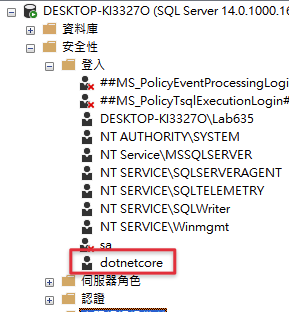 DESKTOP-KI3327O (SQL Server 14.0.1000.16
資料庫
安全性
登入
##MS_PolicyEventProcessingLogi
##MS_PolicyTsqlExecutionLogin#
DESKTOP-KI3327O\Lab635
NT AUTHORITY\SYSTEM
NT Service\MSSQLSERVER
NT SERVICE\SQLSERVERAGENT
NT SERVICE\SQLTELEMETRY
NT SERVICE\SQLWriter
NT SERVICE\Winmgmt
sa
dotnetcore
伺服器角色
認證